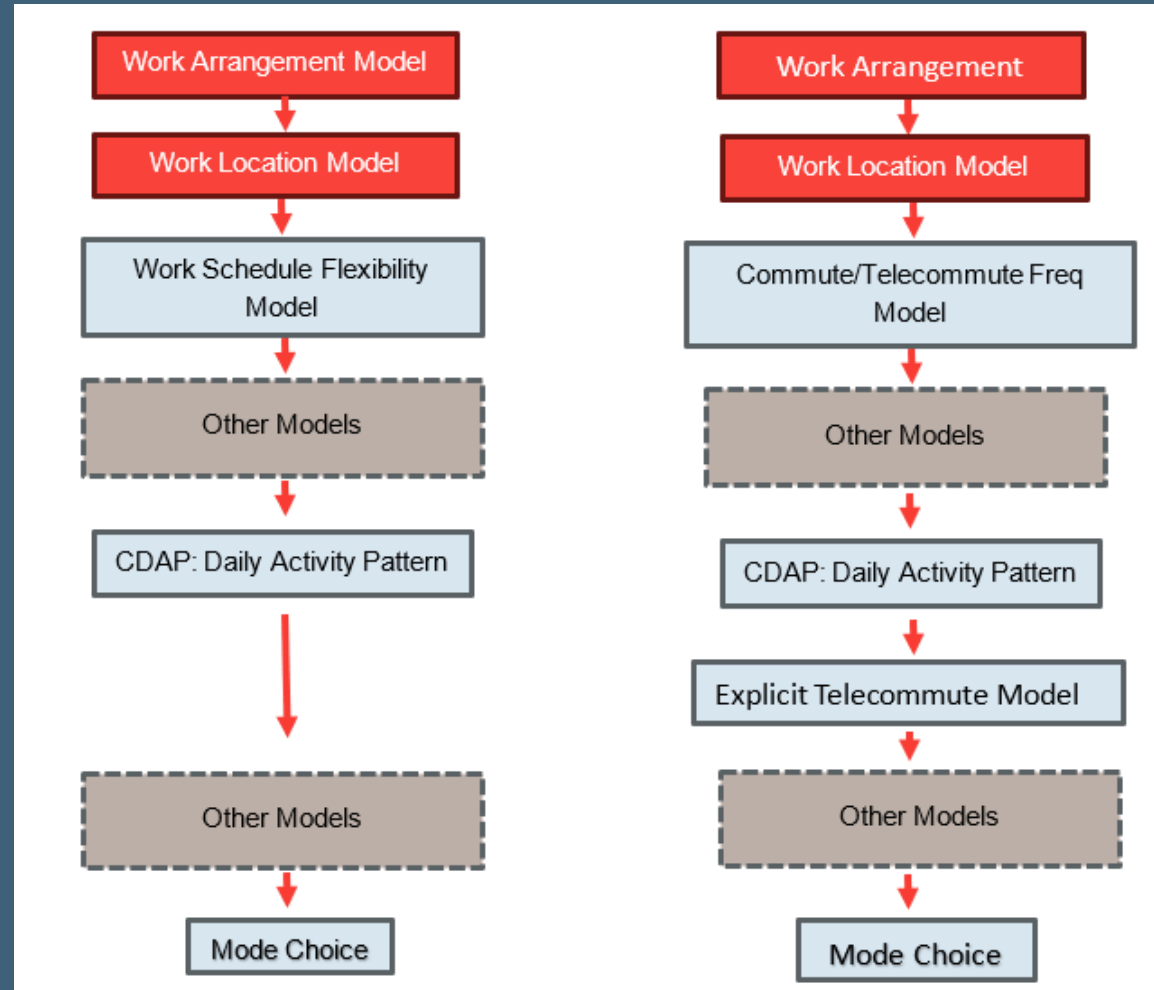 Work Arrangement Model
Work Location Model
Work Schedule Flexibility
Model
Other Models
CDAP: Daily Activity Pattern
Other Models
Mode Choice
Work Arrangement
Work Location Model
Commute/Telecommute Freq
Model
Other Models
CDAP: Daily Activity Pattern
Explicit Telecommute Model
Other Models
Mode Choice